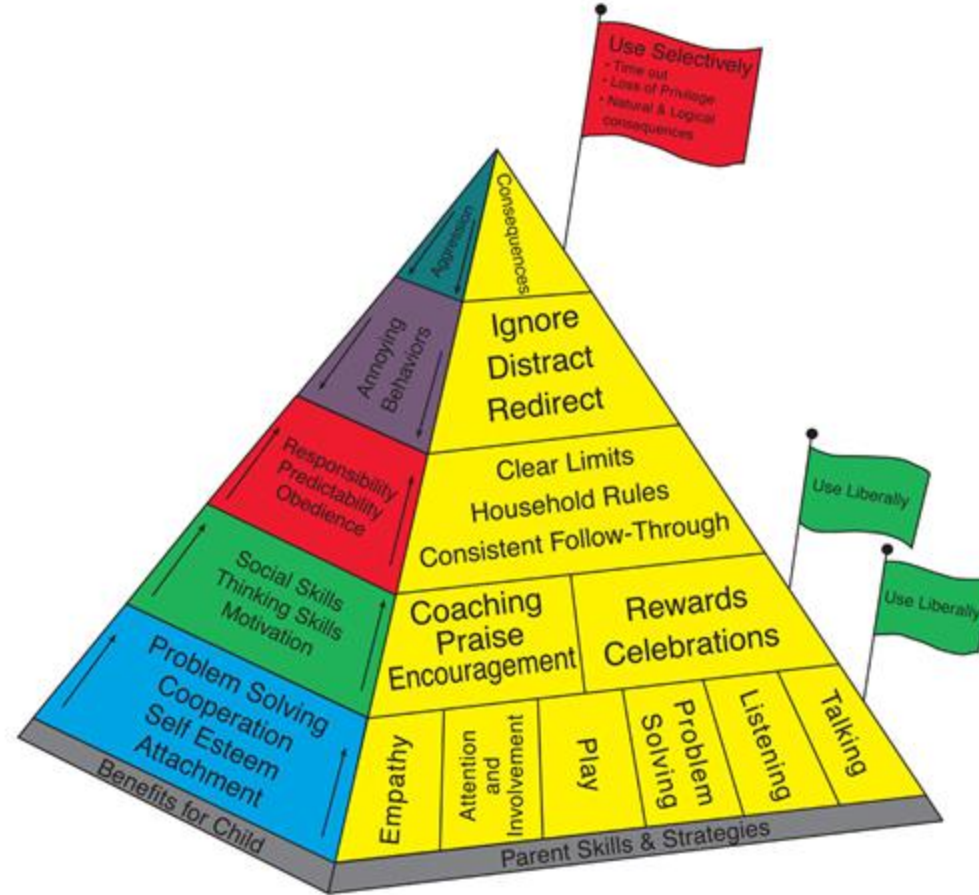 Use Selectively
• Time out
• Loss of Privilage
• Natural & Logical
consequences
Consequences
Aggression
Ignore
Distract
Redirect
Annoying
Behaviors
Clear Limits
Household Rules
Consistent Follow-Through
Responsibility
Predictability
Obedience
Use Liberally
Coaching
Praise
Encouragement
Rewards
Celebrations
Social Skills
Thinking Skills
Motivation
Use Liberally
Problem Solving
Cooperation
Self Esteem
Attachment
Empathy
Attention
and
Involvement
Play
Problem
Solving
Listening
Talking
Benefits for Child
Parent Skills & Strategies